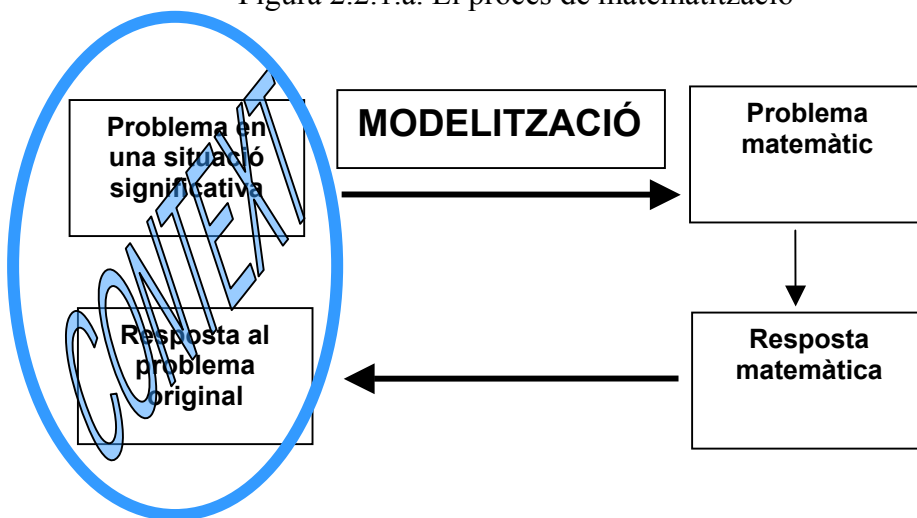 Figura 2.2.1.a. El procés de matematització
Problema en
una situació
significativa
MODELITZACIÓ
Problema
matemàtic
CONTEXT
Resposta al
problema
original
Resposta
matemàtica